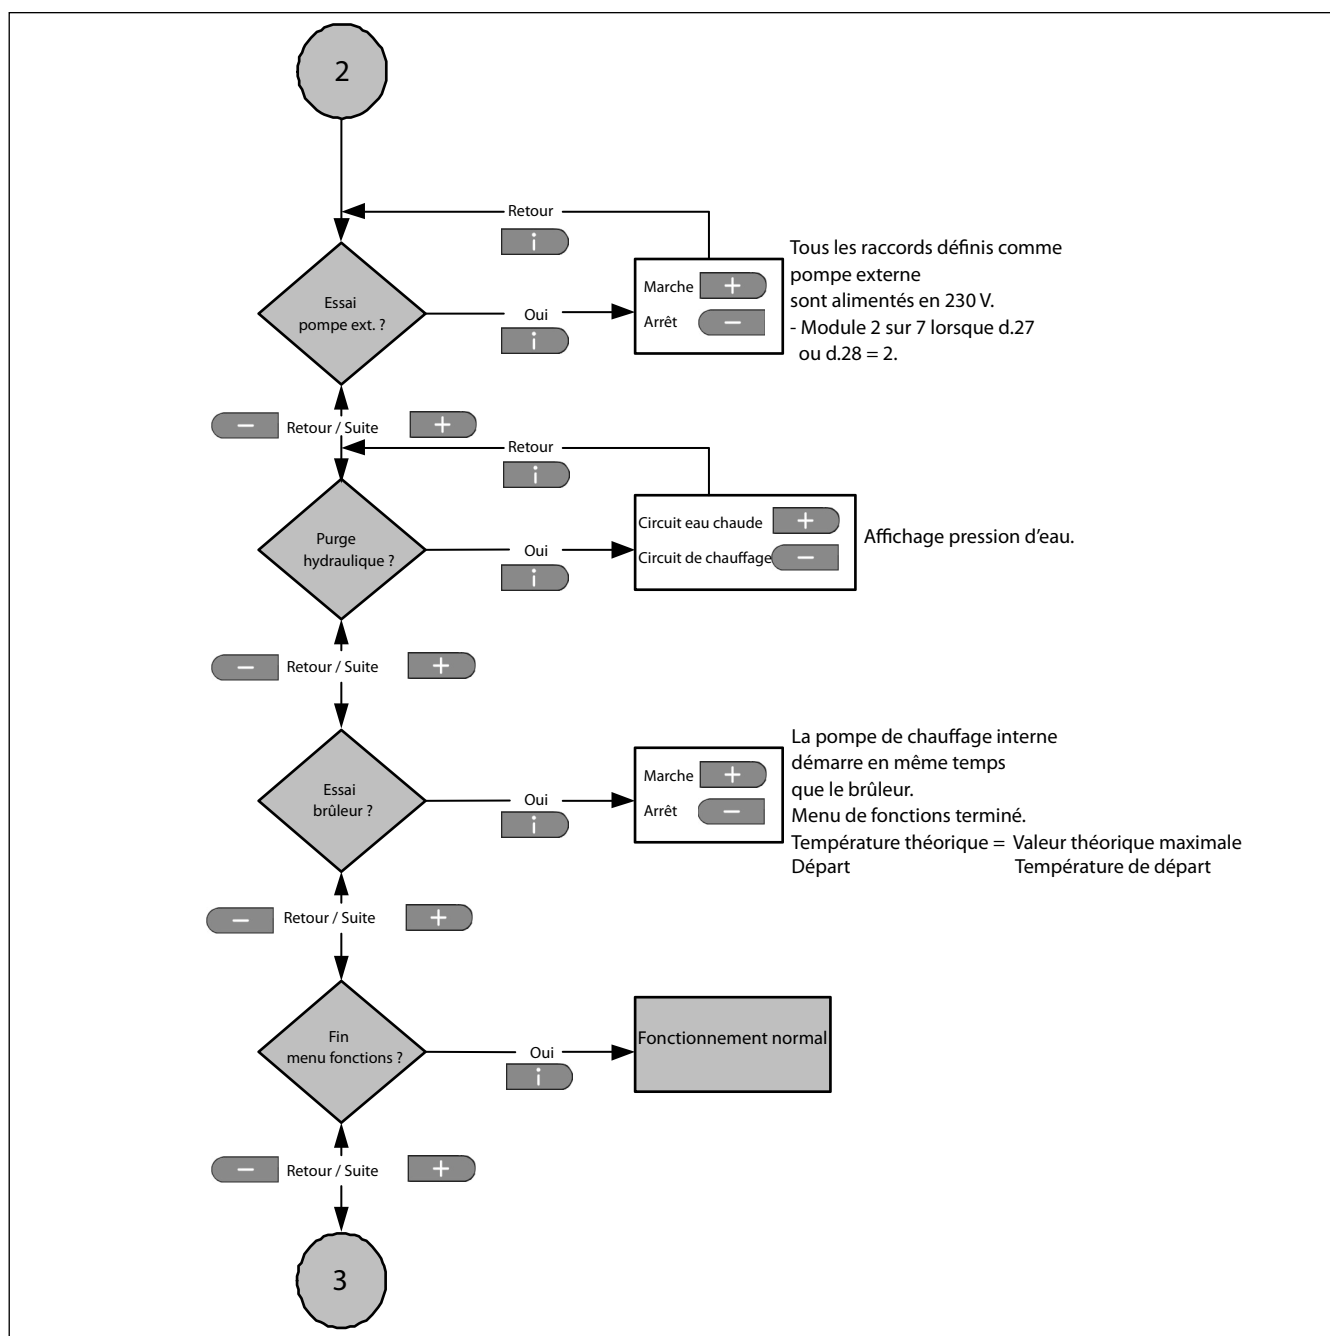 2
Retour
i
Essai
pompe ext. ?
Oui
i
Marche +
Arrêt −
Tous les raccords définis comme
pompe externe
sont alimentés en 230 V.
- Module 2 sur 7 lorsque d.27
ou d.28 = 2.
− Retour / Suite +
Retour
i
Purge
hydraulique ?
Oui
i
Circuit eau chaude +
Circuit de chauffage −
Affichage pression d’eau.
− Retour / Suite +
Essai
brûleur ?
Oui
i
Marche +
Arrêt −
La pompe de chauffage interne
démarre en même temps
que le brûleur.
Menu de fonctions terminé.
Température théorique = Valeur théorique maximale
Départ Température de départ
− Retour / Suite +
Fin
menu fonctions ?
Oui
i
Fonctionnement normal
− Retour / Suite +
3